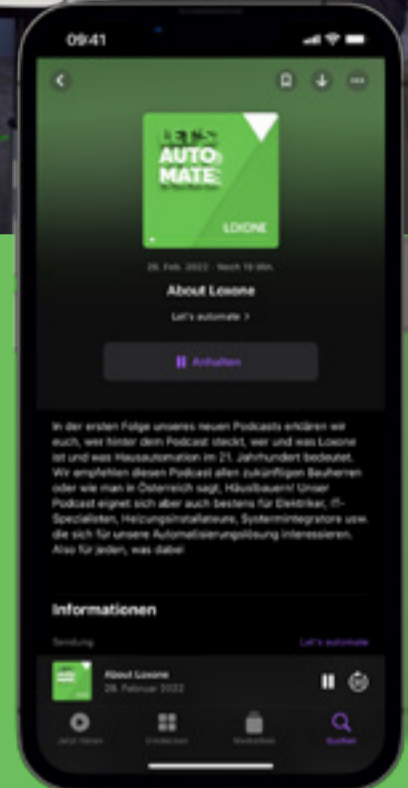 09:41
LET'S
AUTO
MATE
LOXONE
28. Feb. 2022 · Noch 19 Min.
About Loxone
Let's automate >
Anhalten
In der ersten Folge unseres neuen Podcasts erklären wir
euch, wer hinter dem Podcast steckt, wer und was Loxone
ist und was Hausautomation im 21. Jahrhundert bedeutet.
Wir empfehlen diesen Podcast allen zukünftigen Bauherren
oder wie man in Österreich sagt, Häuslbauern! Unser
Podcast eignet sich aber auch bestens für Elektriker, IT-
Spezialisten, Heizungsinstallateure, Systemintegratore usw.
die sich für unsere Automatisierungslösung interessieren.
Also für jeden, was dabei!
Informationen
Sendung
Let's automate
About Loxone
28. Februar 2022
Jetzt hören
Entdecken
Mediathek
Suchen